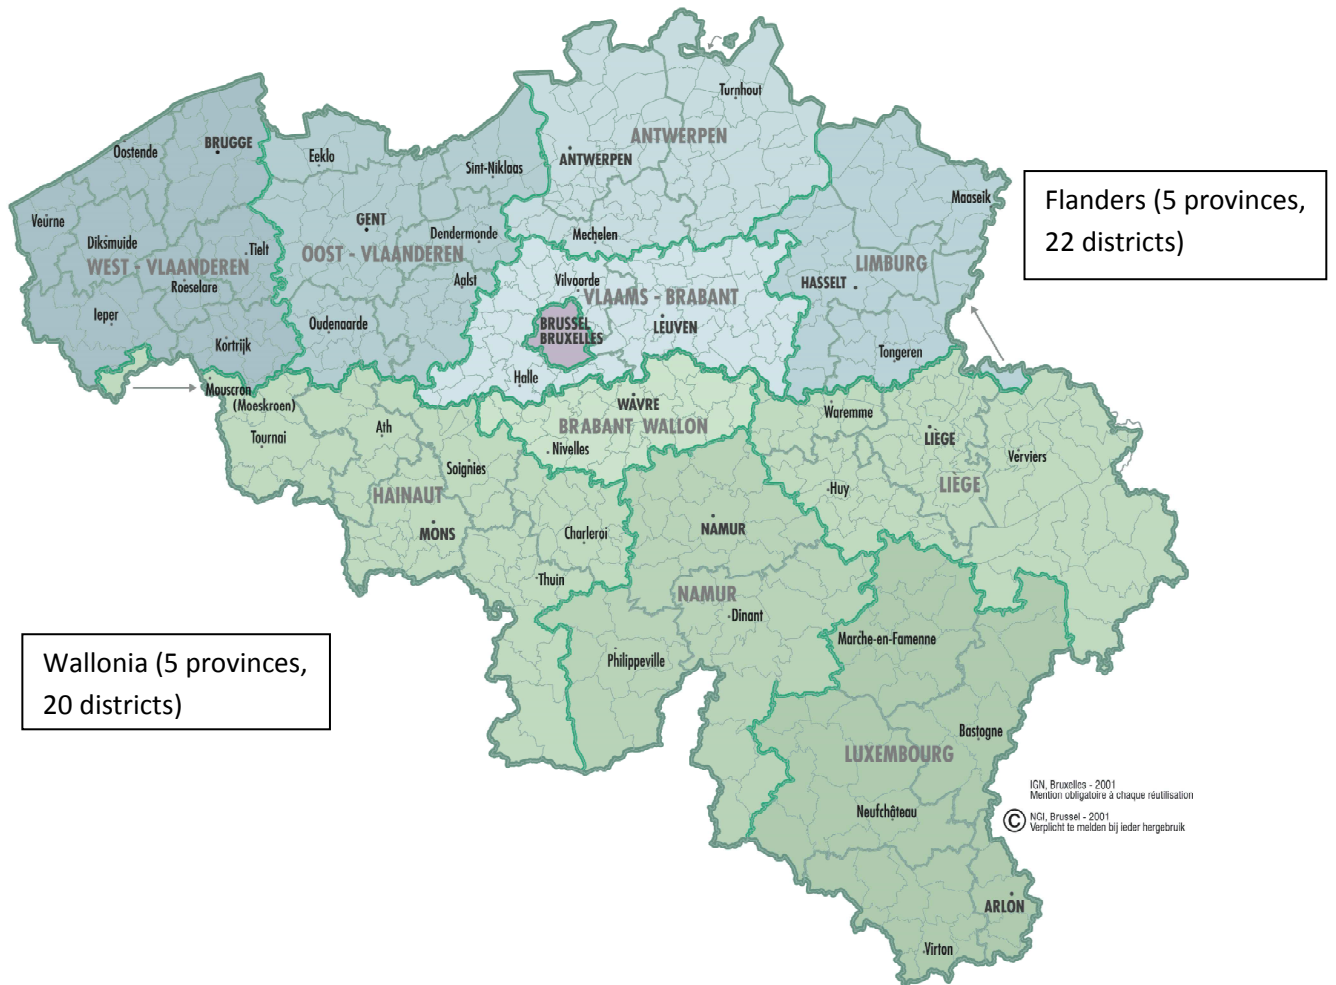 Turnhout
ANTWERPEN
ANTWERPEN
BRUGGE
Oostende
Eeklo
Sint-Niklaas
Maaseik
Flanders (5 provinces,
22 districts)
Veurne
GENT
Dendermonde
Mechelen
Diksmuide
Tielt
WEST - VLAANDEREN
OOST - VLAANDEREN
LIMBURG
Roeselare
Aalst
Vilvoorde
HASSELT
VLAAMS - BRABANT
Ieper
Oudenaarde
BRUSSEL
BRUXELLES
LEUVEN
Kortrijk
Tongeren
Halle
Mouscron
(Moeskroen)
WAVRE
Waremme
BRABANT WALLON
Ath
Tournai
LIEGE
Nivelles
Verviers
Soignies
HAINAUT
Huy
LIEGE
MONS
Charleroi
NAMUR
Thuin
NAMUR
Dinant
Marche-en-Famenne
Wallonia (5 provinces,
20 districts)
Philippeville
Bastogne
LUXEMBOURG
IGN, Bruxelles - 2001
Mention obligatoire à chaque réutilisation
Neufchâteau
© NGI, Brussel - 2001
Verplicht te melden bij ieder hergebruik
ARLON
Virton